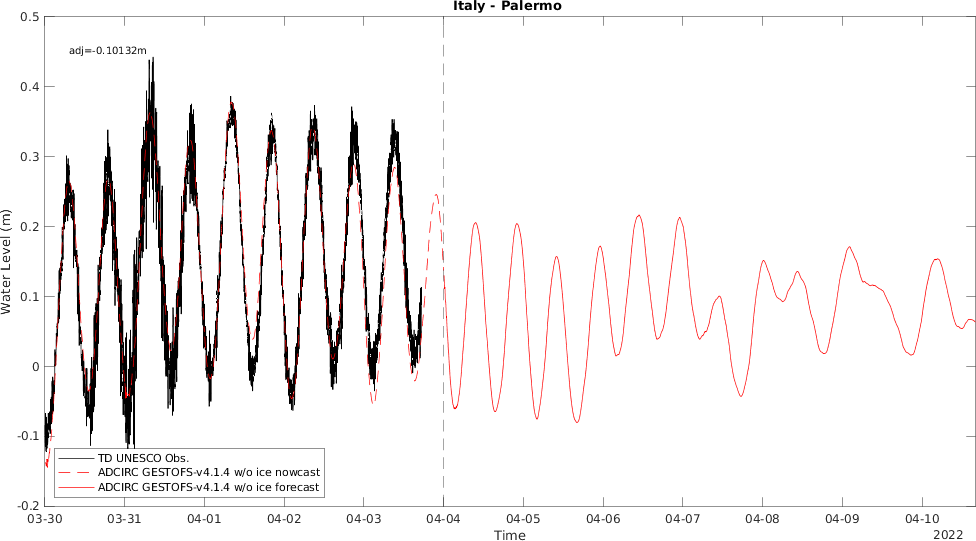 Italy - Palermo
0.5
adj=-0.10132m
0.4
0.3
0.2
0.1
0
-0.1
-0.2
Water Level (m)
TD UNESCO Obs.
ADCIRC GESTOFS-v4.1.4 w/o ice nowcast
ADCIRC GESTOFS-v4.1.4 w/o ice forecast
03-30 03-31 04-01 04-02 04-03 04-04 04-05 04-06 04-07 04-08 04-09 04-10
Time
2022